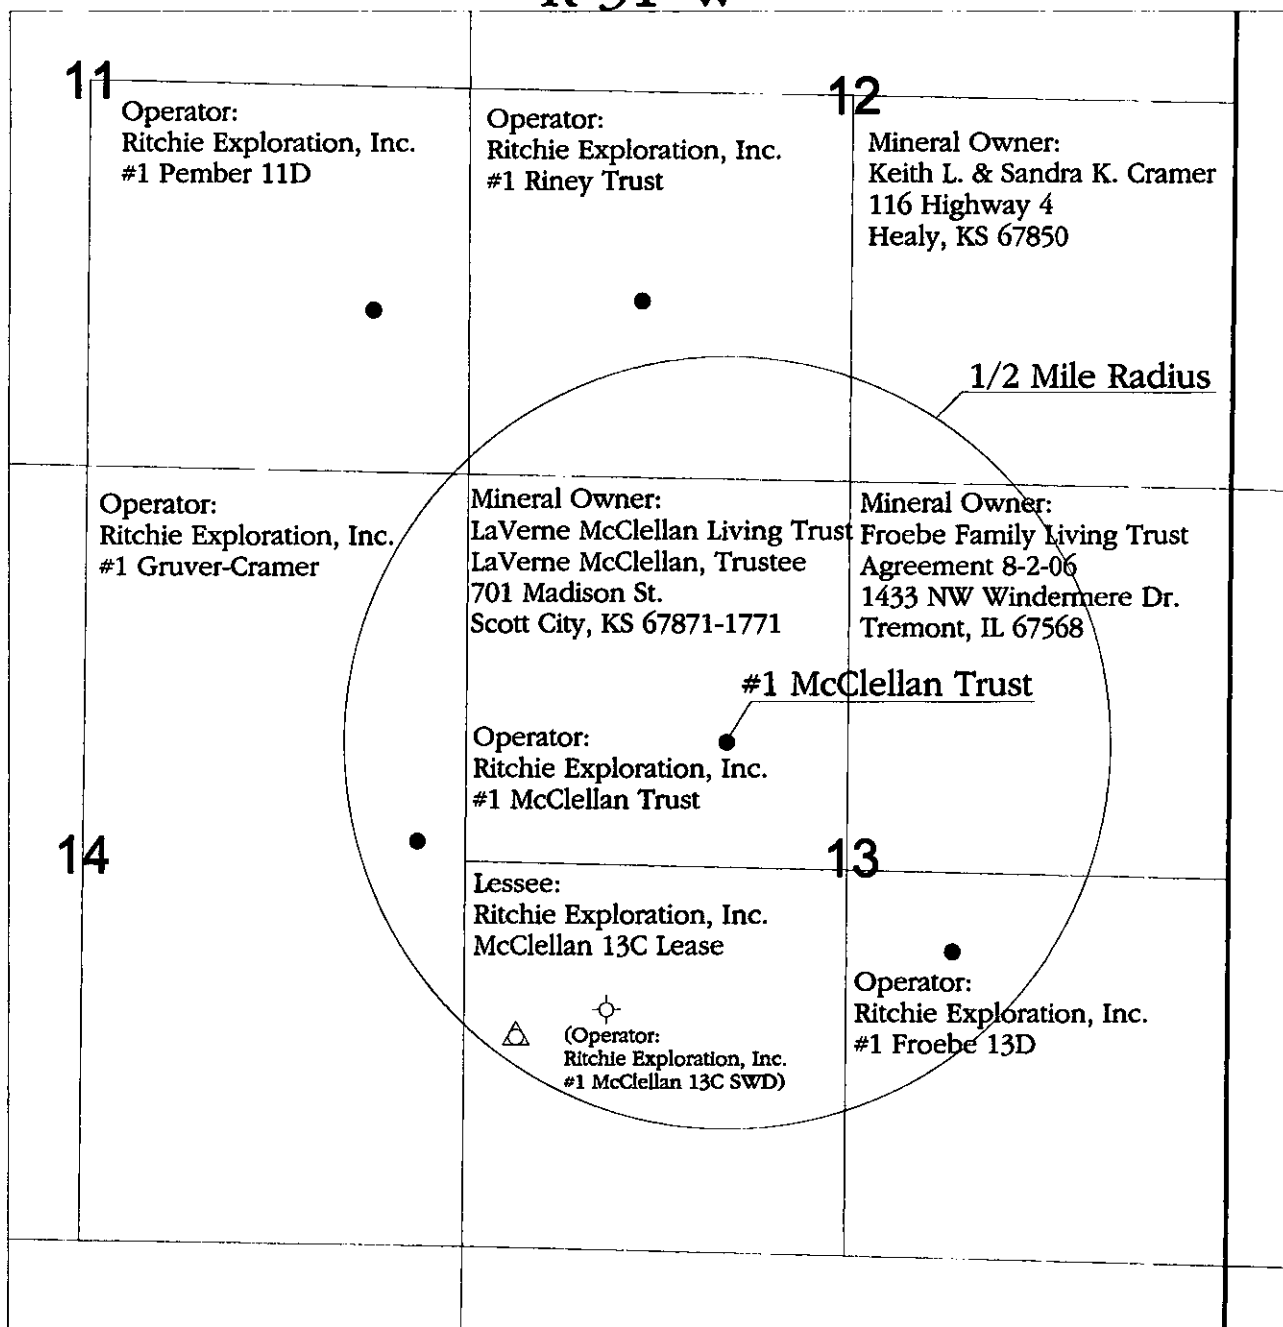 11
Operator:
Ritchie Exploration, Inc.
#1 Pember 11D
Operator:
Ritchie Exploration, Inc.
#1 Riney Trust
12
Mineral Owner:
Keith L. & Sandra K. Cramer
116 Highway 4
Healy, KS 67850
1/2 Mile Radius
Operator:
Ritchie Exploration, Inc.
#1 Gruver-Cramer
Mineral Owner:
LaVerne McClellan Living Trust
LaVerne McClellan, Trustee
701 Madison St.
Scott City, KS 67871-1771
Mineral Owner:
Froebe Family Living Trust
Agreement 8-2-06
1433 NW Windermere Dr.
Tremont, IL 67568
#1 McClellan Trust
Operator:
Ritchie Exploration, Inc.
#1 McClellan Trust
14
13
Lessee:
Ritchie Exploration, Inc.
McClellan 13C Lease
(Operator:
Ritchie Exploration, Inc.
#1 McClellan 13C SWD)
Operator:
Ritchie Exploration, Inc.
#1 Froebe 13D